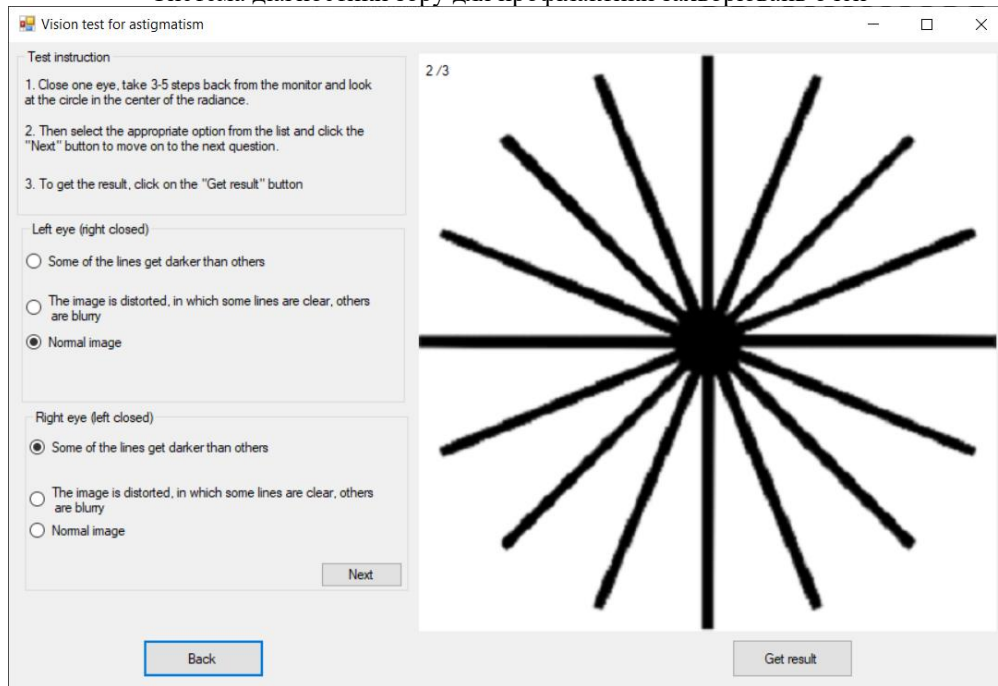 Vision test for astigmatism
Test instruction
1. Close one eye, take 3-5 steps back from the monitor and look
at the circle in the center of the radiance.
2. Then select the appropriate option from the list and click the
"Next" button to move on to the next question.
3. To get the result, click on the "Get result" button
2 /3
Left eye (right closed)
Some of the lines get darker than others
The image is distorted, in which some lines are clear, others
are blurry
Normal image
Right eye (left closed)
Some of the lines get darker than others
The image is distorted, in which some lines are clear, others
are blurry
Normal image
Next
Back
Get result